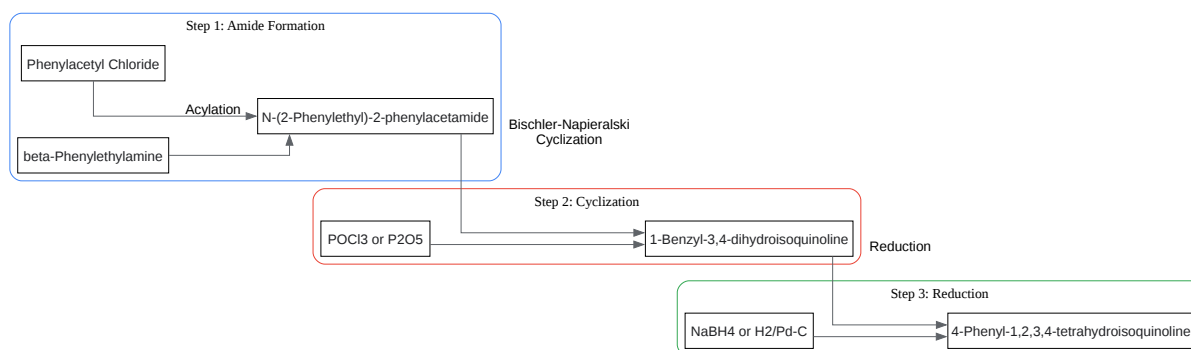 Step 1: Amide Formation
Phenylacetyl Chloride
Acylation
N-(2-Phenylethyl)-2-phenylacetamide
beta-Phenylethylamine
Bischler-Napieralski
Cyclization
Step 2: Cyclization
POCl3 or P2O5
1-Benzyl-3,4-dihydroisoquinoline
Reduction
Step 3: Reduction
NaBH4 or H2/Pd-C
4-Phenyl-1,2,3,4-tetrahydroisoquinoline